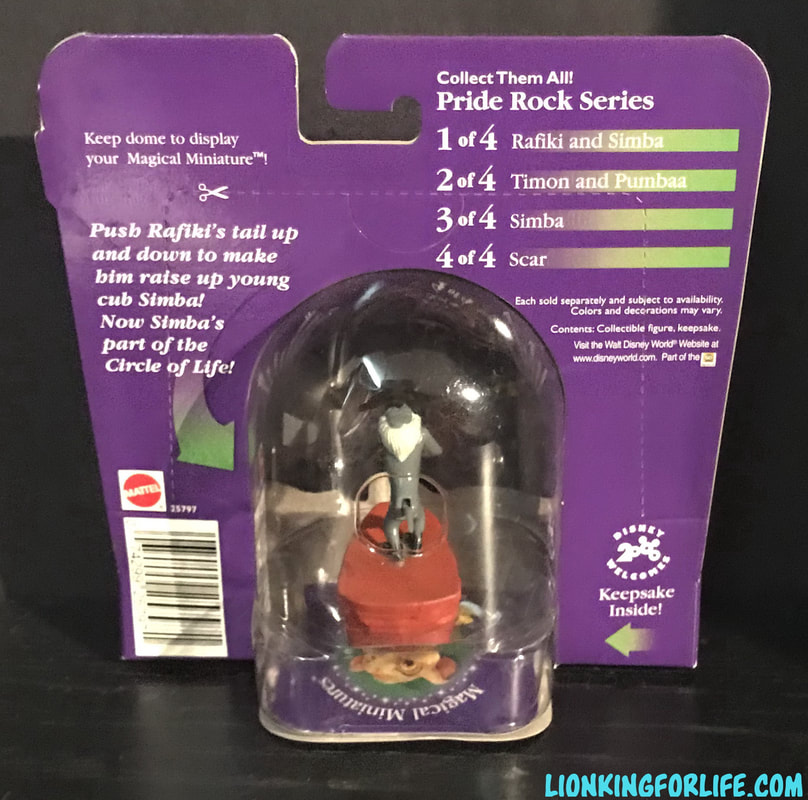 Keep dome to display
your Magical Miniature™!
Push Rafiki's tail up
and down to make
him raise up young
cub Simba!
Now Simba's
part of the
Circle of Life!
Collect Them All!
Pride Rock Series
1 of 4 Rafiki and Simba
2 of 4 Timon and Pumbaa
3 of 4 Simba
4 of 4 Scar
Each sold separately and subject to availability.
Colors and decorations may vary.
Contents: Collectible figure, keepsake.
Visit the Walt Disney World® Website at
www.disneyworld.com. Part of the
MATTEL
25797
DISNEY
2000
WELCOMES
Keepsake
Inside!
Magical Miniatures™
LIONKINGFORLIFE.COM